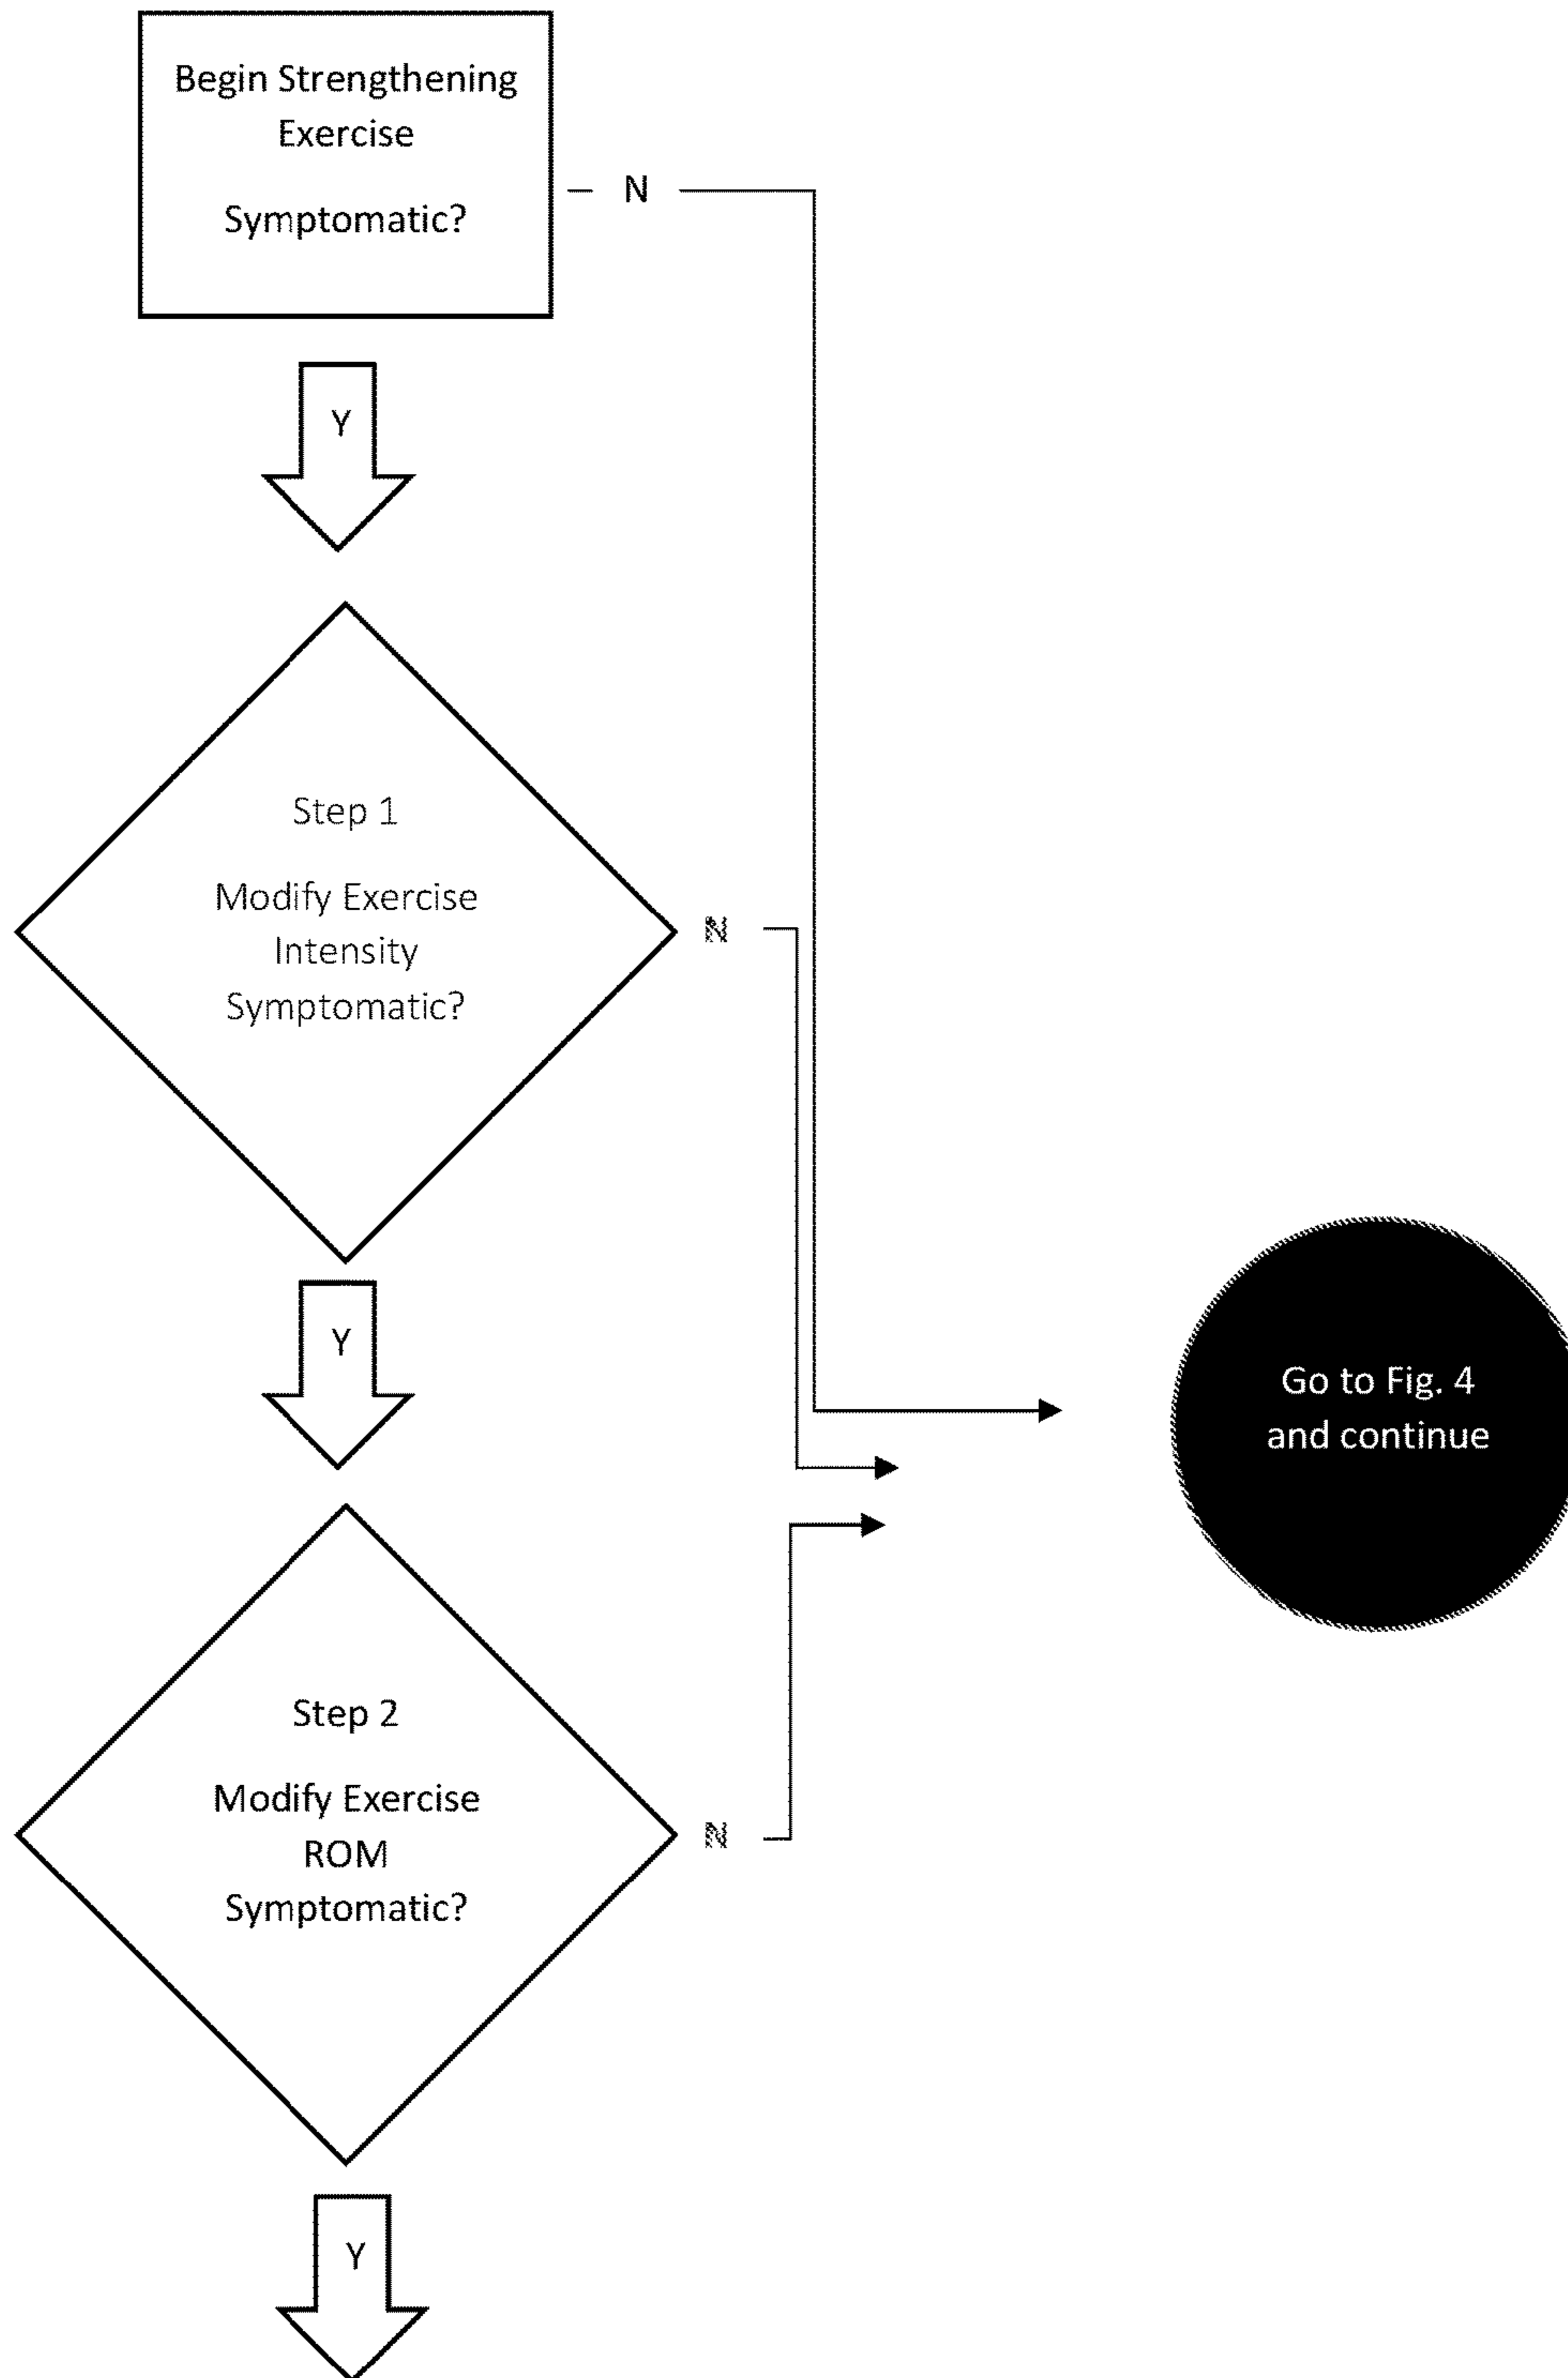 Begin Strengthening
Exercise
Symptomatic?
N
Y
Step 1
Modify Exercise
Intensity
Symptomatic?
N
Y
Go to Fig. 4
and continue
Step 2
Modify Exercise
ROM
Symptomatic?
N
Y